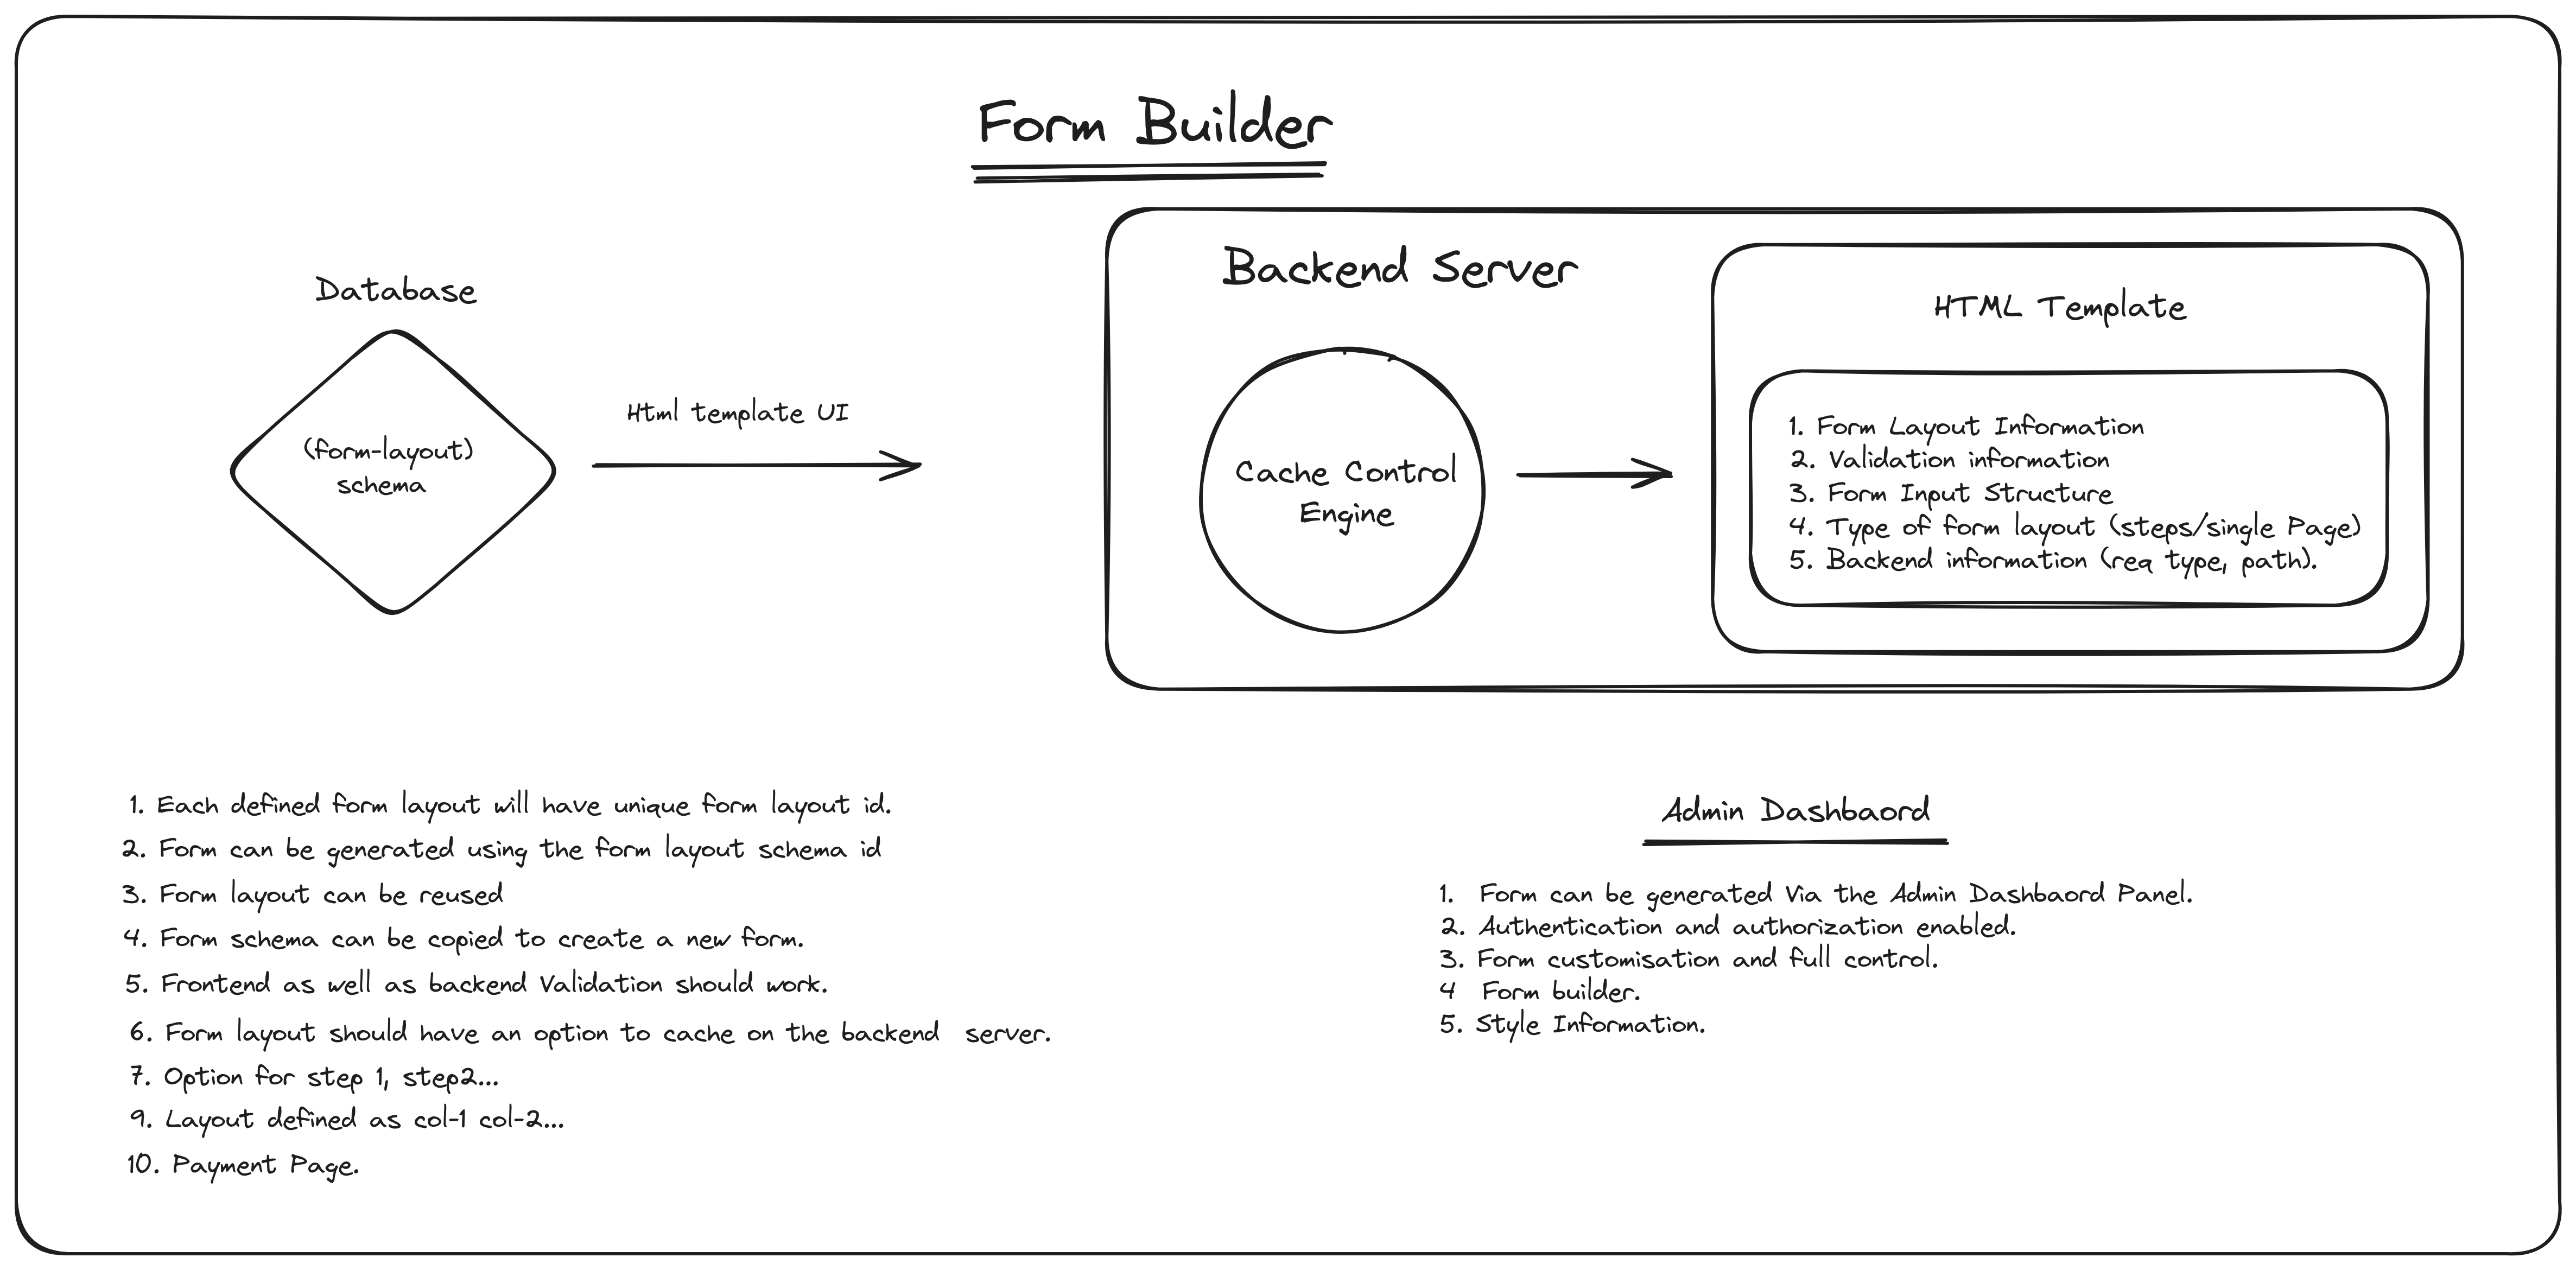 Form Builder
Database
(form-layout)
schema
Html template UI
Backend Server
Cache Control
Engine
HTML Template
1. Form Layout Information
2. Validation information
3. Form Input Structure
4. Type of form layout (steps/single Page)
5. Backend information (req type, path).
1. Each defined form layout will have unique form layout id.
2. Form can be generated using the form layout schema id
3. Form layout can be reused
4. Form schema can be copied to create a new form.
5. Frontend as well as backend Validation should work.
6. Form layout should have an option to cache on the backend server.
7. Option for step 1, step2...
9. Layout defined as col-1 col-2...
10. Payment Page.
Admin Dashbaord
1. Form can be generated Via the Admin Dashbaord Panel.
2. Authentication and authorization enabled.
3. Form customisation and full control.
4 Form builder.
5. Style Information.